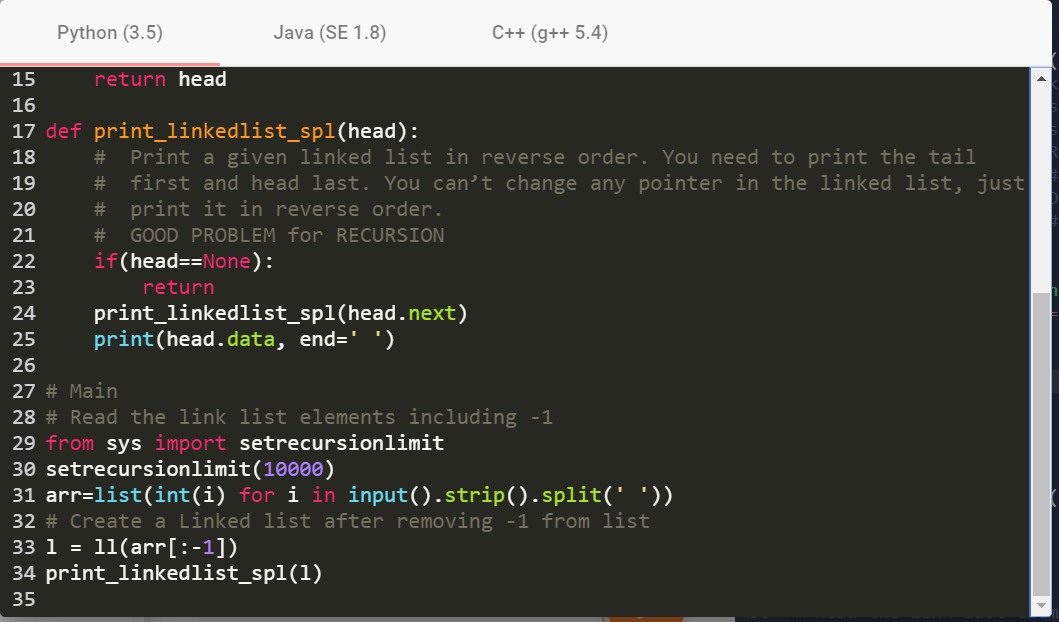 Python (3.5) Java (SE 1.8) C++ (g++ 5.4)
15     return head
16
17 def print_linkedlist_spl(head):
18     #  Print a given linked list in reverse order. You need to print the tail
19     #  first and head last. You can’t change any pointer in the linked list, just
20     #  print it in reverse order.
21     #  GOOD PROBLEM for RECURSION
22     if(head==None):
23         return
24     print_linkedlist_spl(head.next)
25     print(head.data, end=' ')
26
27 # Main
28 # Read the link list elements including -1
29 from sys import setrecursionlimit
30 setrecursionlimit(10000)
31 arr=list(int(i) for i in input().strip().split(' '))
32 # Create a Linked list after removing -1 from list
33 l = ll(arr[:-1])
34 print_linkedlist_spl(l)
35